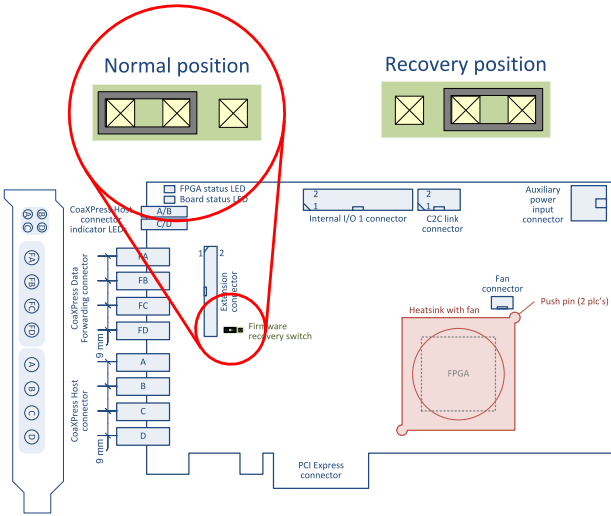 Normal position
Recovery position
FPGA status LED
Board status LED
CoaXPress Host
connector
indicator LEDs
A/B
C/D
2
1
Internal I/O 1 connector
2
1
C2C link
connector
Auxiliary
power
input
connector
A
B
C
D
FA
FB
FC
FD
A
B
C
D
CoaXPress Data
Forwarding connector
9 mm
FA
FB
FC
FD
1
2
Extension
connector
Firmware
recovery switch
Fan
connector
Push pin (2 plc's)
Heatsink with fan
FPGA
CoaXPress Host
connector
9 mm
A
B
C
D
PCI Express
connector